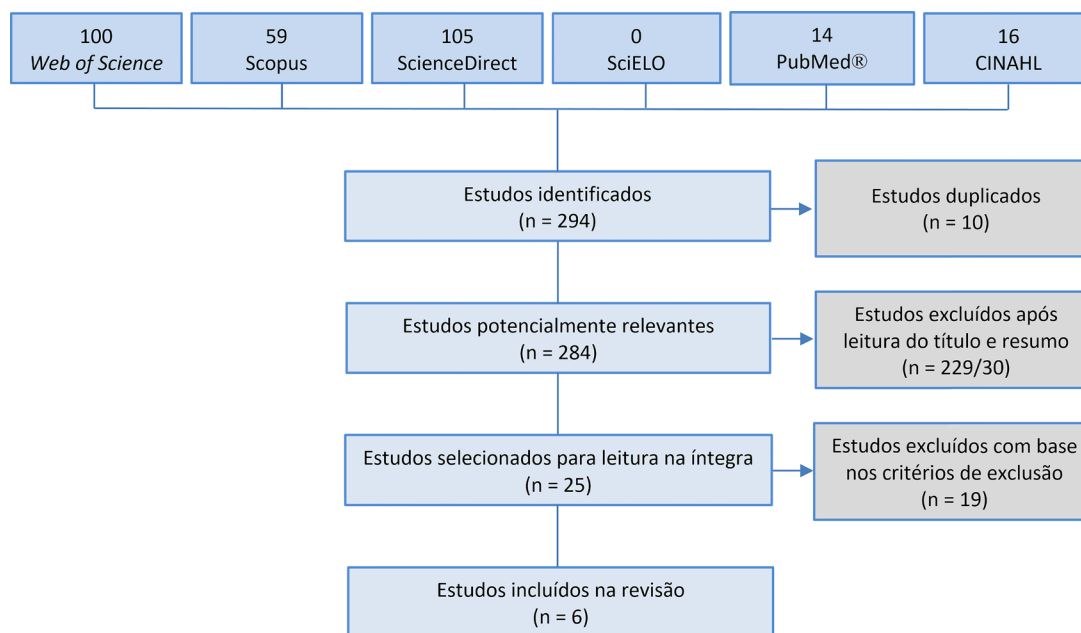 100
Web of Science
59
Scopus
105
ScienceDirect
0
SciELO
14
PubMed®
16
CINAHL
Estudos identificados
(n = 294)
Estudos duplicados
(n = 10)
Estudos potencialmente relevantes
(n = 284)
Estudos excluídos após
leitura do título e resumo
(n = 229/30)
Estudos selecionados para leitura na íntegra
(n = 25)
Estudos excluídos com base
nos critérios de exclusão
(n = 19)
Estudos incluídos na revisão
(n = 6)